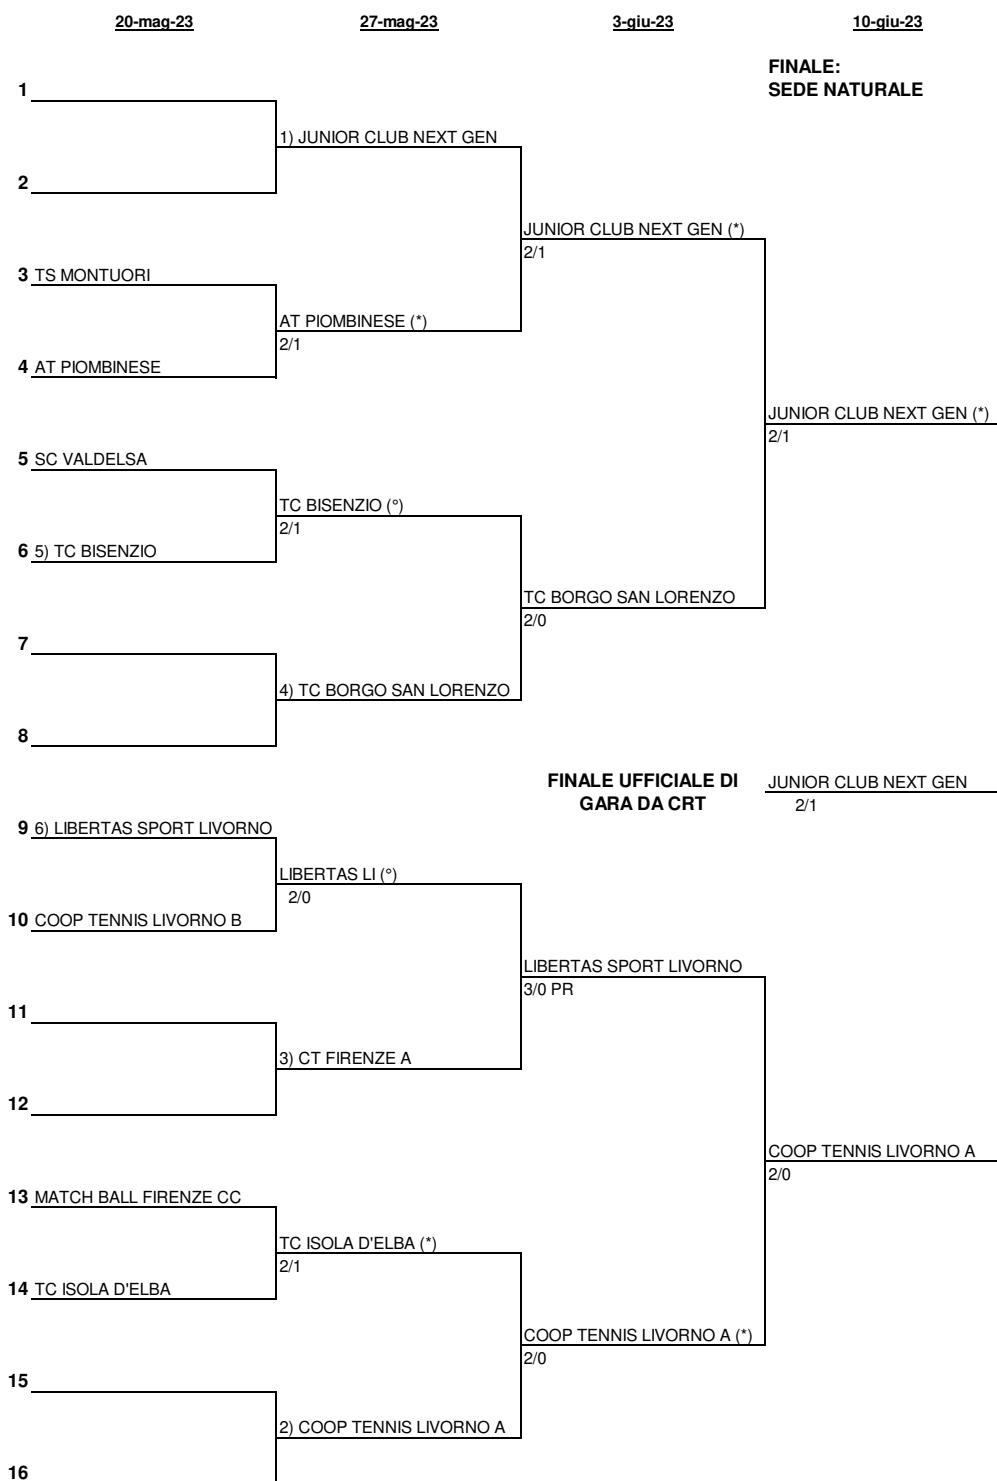 20-mag-23 27-mag-23 3-giu-23 10-giu-23
FINALE:
SEDE NATURALE
1
1) JUNIOR CLUB NEXT GEN
2
JUNIOR CLUB NEXT GEN (*)
2/1
3 TS MONTUORI
AT PIOMBINESE (*)
2/1
4 AT PIOMBINESE
JUNIOR CLUB NEXT GEN (*)
2/1
5 SC VALDELSA
TC BISENZIO (°)
2/1
6 5) TC BISENZIO
TC BORGO SAN LORENZO
2/0
7
4) TC BORGO SAN LORENZO
8
FINALE UFFICIALE DI
GARA DA CRT
JUNIOR CLUB NEXT GEN
2/1
9 6) LIBERTAS SPORT LIVORNO
LIBERTAS LI (°)
2/0
10 COOP TENNIS LIVORNO B
LIBERTAS SPORT LIVORNO
3/0 PR
11
3) CT FIRENZE A
12
COOP TENNIS LIVORNO A
2/0
13 MATCH BALL FIRENZE CC
TC ISOLA D'ELBA (*)
2/1
14 TC ISOLA D'ELBA
COOP TENNIS LIVORNO A (*)
2/0
15
2) COOP TENNIS LIVORNO A
16